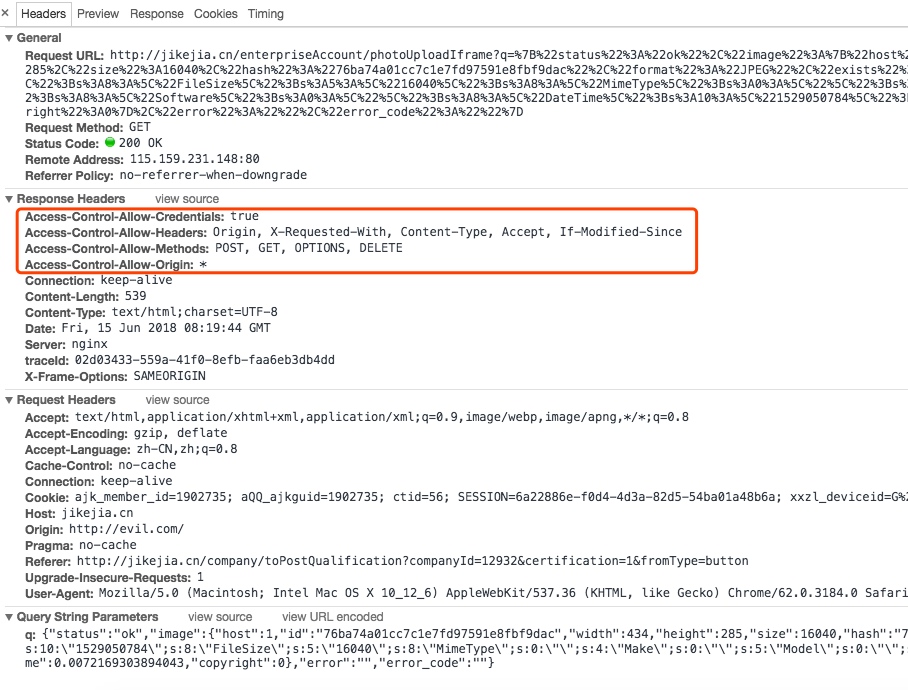 × Headers Preview Response Cookies Timing
▼ General
Request URL: http://jikejia.cn/enterpriseAccount/photoUploadIframe?q=%7B%22status%22%3A%22ok%22%2C%22image%22%3A%7B%22host%2
285%2C%22size%22%3A16040%2C%22hash%22%3A%2276ba74a01cc7c1e7fd97591e8fbf9dac%22%2C%22format%22%3A%22JPEG%22%2C%22exists%22%
C%22%3Bs%3A8%3A%5C%22FileSize%5C%22%3Bs%3A5%3A%5C%2216040%5C%22%3Bs%3A8%3A%5C%22MimeType%5C%22%3Bs%3A0%3A%5C%22%5C%22%3Bs%
2%3Bs%3A8%3A%5C%22Software%5C%22%3Bs%3A0%3A%5C%22%5C%22%3Bs%3A8%3A%5C%22DateTime%5C%22%3Bs%3A10%3A%5C%221529050784%5C%22%3
right%22%3A0%7D%2C%22error%22%3A%22%22%2C%22error_code%22%3A%22%22%7D
Request Method: GET
Status Code: 200 OK
Remote Address: 115.159.231.148:80
Referrer Policy: no-referrer-when-downgrade
▼ Response Headers view source
Access-Control-Allow-Credentials: true
Access-Control-Allow-Headers: Origin, X-Requested-With, Content-Type, Accept, If-Modified-Since
Access-Control-Allow-Methods: POST, GET, OPTIONS, DELETE
Access-Control-Allow-Origin: *
Connection: keep-alive
Content-Length: 539
Content-Type: text/html;charset=UTF-8
Date: Fri, 15 Jun 2018 08:19:44 GMT
Server: nginx
traceId: 02d03433-559a-41f0-8efb-faa6eb3db4dd
X-Frame-Options: SAMEORIGIN
▼ Request Headers view source
Accept: text/html,application/xhtml+xml,application/xml;q=0.9,image/webp,image/apng,*/*;q=0.8
Accept-Encoding: gzip, deflate
Accept-Language: zh-CN,zh;q=0.8
Cache-Control: no-cache
Connection: keep-alive
Cookie: ajk_member_id=1902735; aQQ_ajkguid=1902735; ctid=56; SESSION=6a22886e-f0d4-4d3a-82d5-54ba01a48b6a; xxzl_deviceid=G%2
Host: jikejia.cn
Origin: http://evil.com/
Pragma: no-cache
Referer: http://jikejia.cn/company/toPostQualification?companyId=12932&certification=1&fromType=button
Upgrade-Insecure-Requests: 1
User-Agent: Mozilla/5.0 (Macintosh; Intel Mac OS X 10_12_6) AppleWebKit/537.36 (KHTML, like Gecko) Chrome/62.0.3184.0 Safari
▼ Query String Parameters view source view URL encoded
q: {"status":"ok","image":{"host":1,"id":"76ba74a01cc7c1e7fd97591e8fbf9dac","width":434,"height":285,"size":16040,"hash":"7
s:10:\"1529050784\";s:8:\"FileSize\";s:5:\"16040\";s:8:\"MimeType\";s:0:\"\";s:4:\"Make\";s:0:\"\";s:5:\"Model\";s:0:\"\";
me":0.0072169303894043,"copyright":0},"error":"","error_code":""}